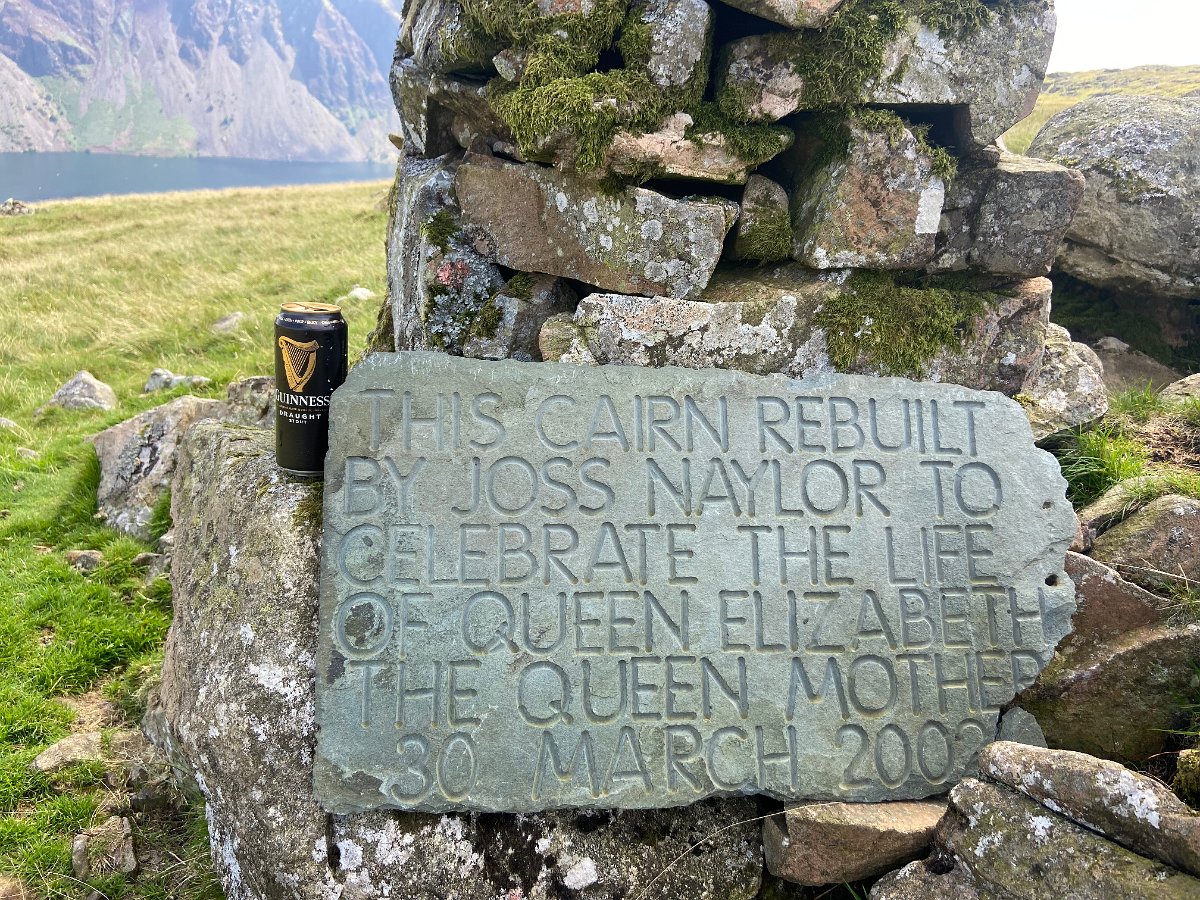 GUINNESS
DRAUGHT
STOUT
THIS CAIRN REBUILT
BY JOSS NAYLOR TO
CELEBRATE THE LIFE
OF QUEEN ELIZABETH
THE QUEEN MOTHER
30 MARCH 2002